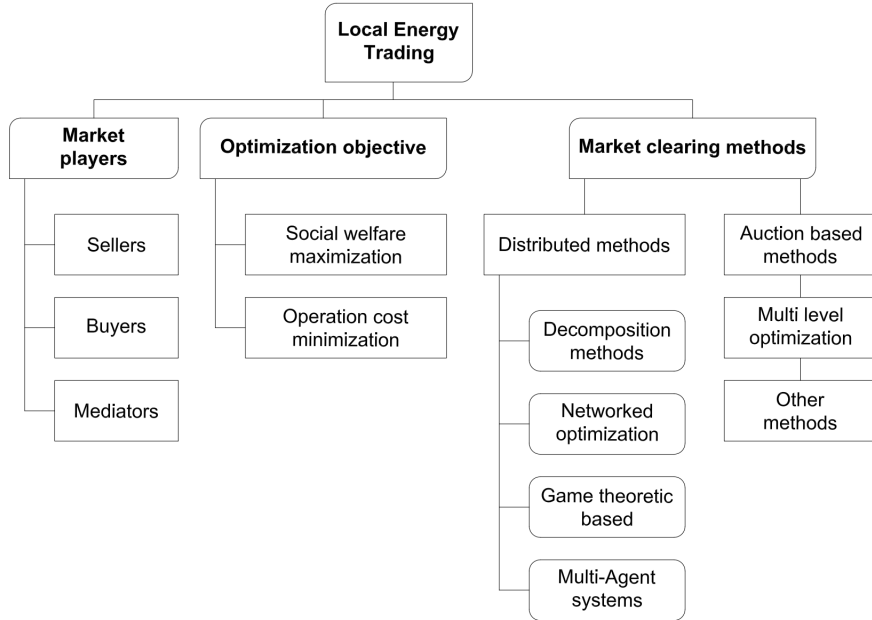 Local Energy
Trading
Market
players
Optimization objective
Market clearing methods
Sellers
Buyers
Mediators
Social welfare
maximization
Operation cost
minimization
Distributed methods
Decomposition
methods
Networked
optimization
Game theoretic
based
Multi-Agent
systems
Auction based
methods
Multi level
optimization
Other
methods